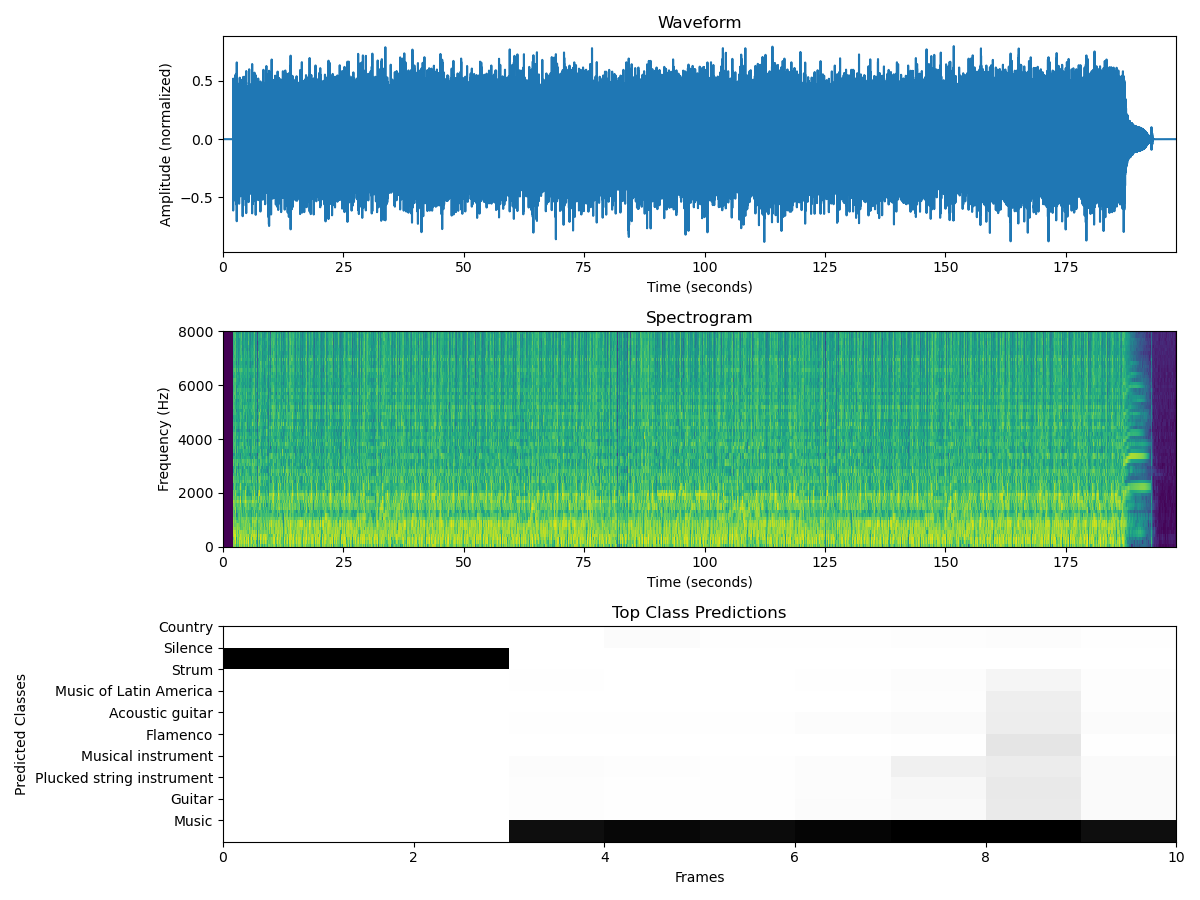 Waveform
Amplitude (normalized)
0.5
0.0
−0.5
0 25 50 75 100 125 150 175
Time (seconds)
Spectrogram
Frequency (Hz)
8000
6000
4000
2000
0
0 25 50 75 100 125 150 175
Time (seconds)
Top Class Predictions
Predicted Classes
Country
Silence
Strum
Music of Latin America
Acoustic guitar
Flamenco
Musical instrument
Plucked string instrument
Guitar
Music
0 2 4 6 8 10
Frames